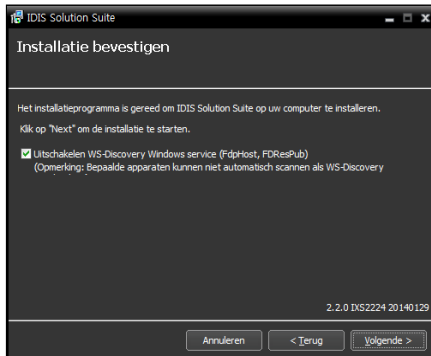 IDIS Solution Suite
Installatie bevestigen
Het installatieprogramma is gereed om IDIS Solution Suite op uw computer te installeren.
Klik op "Next" om de installatie te starten.
Uitschakelen WS-Discovery Windows service (FdpHost, FDResPub)
(Opmerking: Bepaalde apparaten kunnen niet automatisch scannen als WS-Discovery
2.2.0 IXS2224 20140129
Annuleren
< Terug
Volgende >